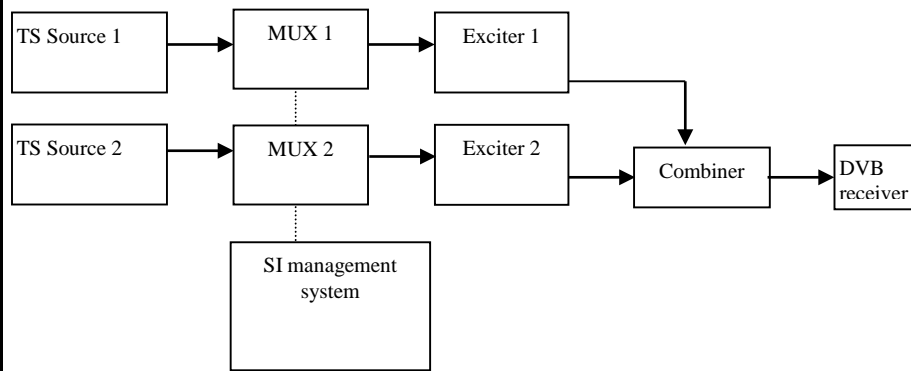 TS Source 1
MUX 1
Exciter 1
TS Source 2
MUX 2
Exciter 2
Combiner
DVB
receiver
SI management
system